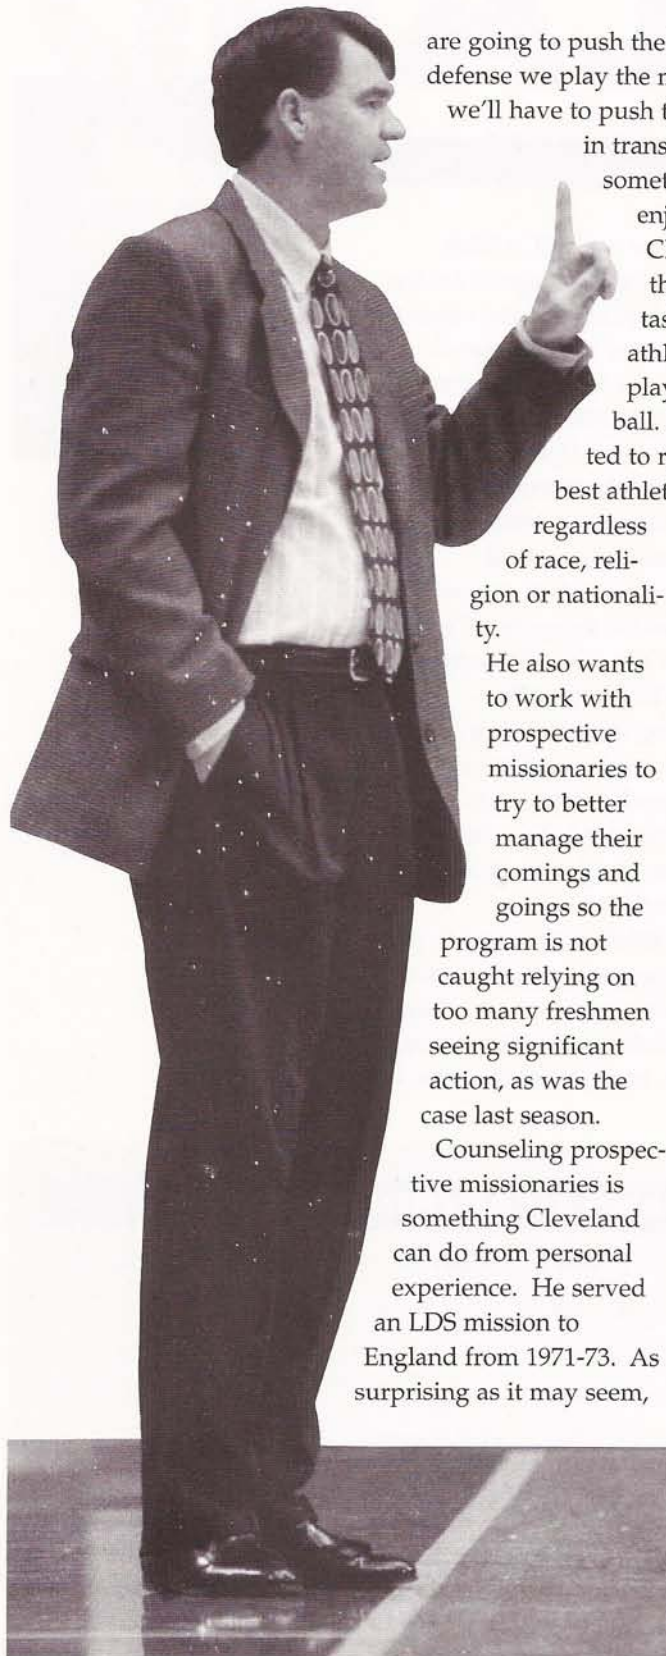 are going to push the
defense we play the
we'll have to push
in
enj
ball.
ted to
best
regardless
of race, reli-
gion or nationali-
ty.
He also wants
to work with
prospective
missionaries to
try to better
manage their
comings and
goings so the
program is not
caught relying on
too many freshmen
seeing significant
action, as was the
case last season.
Counseling prospec-
tive missionaries is
something Cleveland
can do from personal
experience. He served
an LDS mission to
England from 1971-73. As
surprising as it may seem,